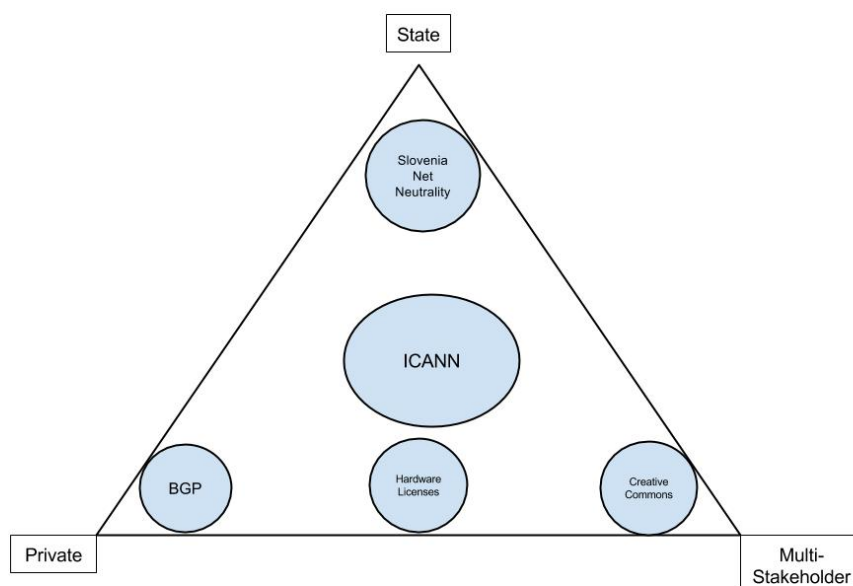 State
Slovenia
Net
Neutrality
ICANN
BGP
Hardware
Licenses
Creative
Commons
Private
Multi-
Stakeholder